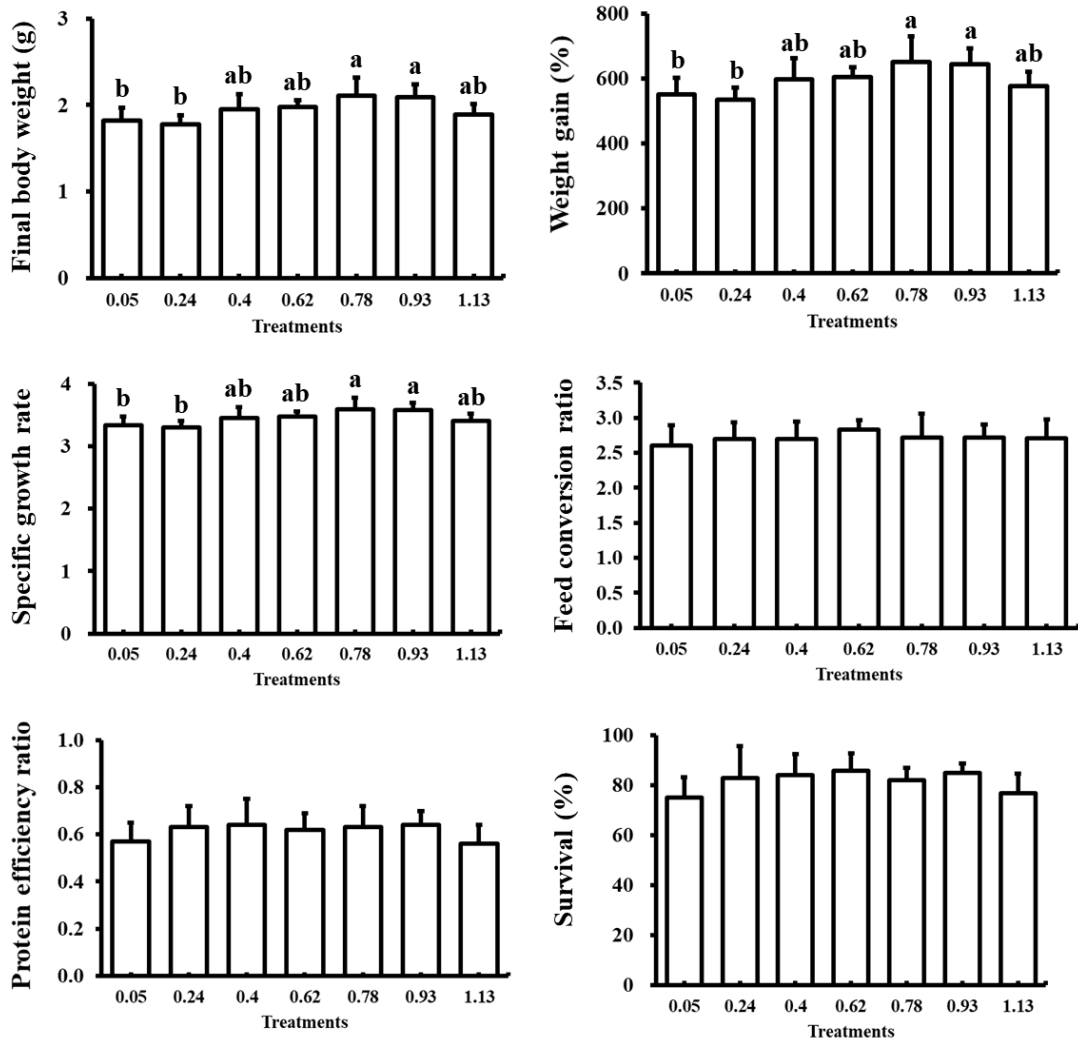 Final body weight (g)
3
2
1
0
b b ab ab a a ab
0.05 0.24 0.4 0.62 0.78 0.93 1.13
Treatments
Weight gain (%)
800
600
400
200
0
b b ab ab a a ab
0.05 0.24 0.4 0.62 0.78 0.93 1.13
Treatments
Specific growth rate
4
3
2
1
0
b b ab ab a a ab
0.05 0.24 0.4 0.62 0.78 0.93 1.13
Treatments
Feed conversion ratio
3.5
3.0
2.5
2.0
1.5
1.0
0.5
0.0
0.05 0.24 0.4 0.62 0.78 0.93 1.13
Treatments
Protein efficiency ratio
1.0
0.8
0.6
0.4
0.2
0.0
0.05 0.24 0.4 0.62 0.78 0.93 1.13
Treatments
Survival (%)
100
80
60
40
20
0
0.05 0.24 0.4 0.62 0.78 0.93 1.13
Treatments